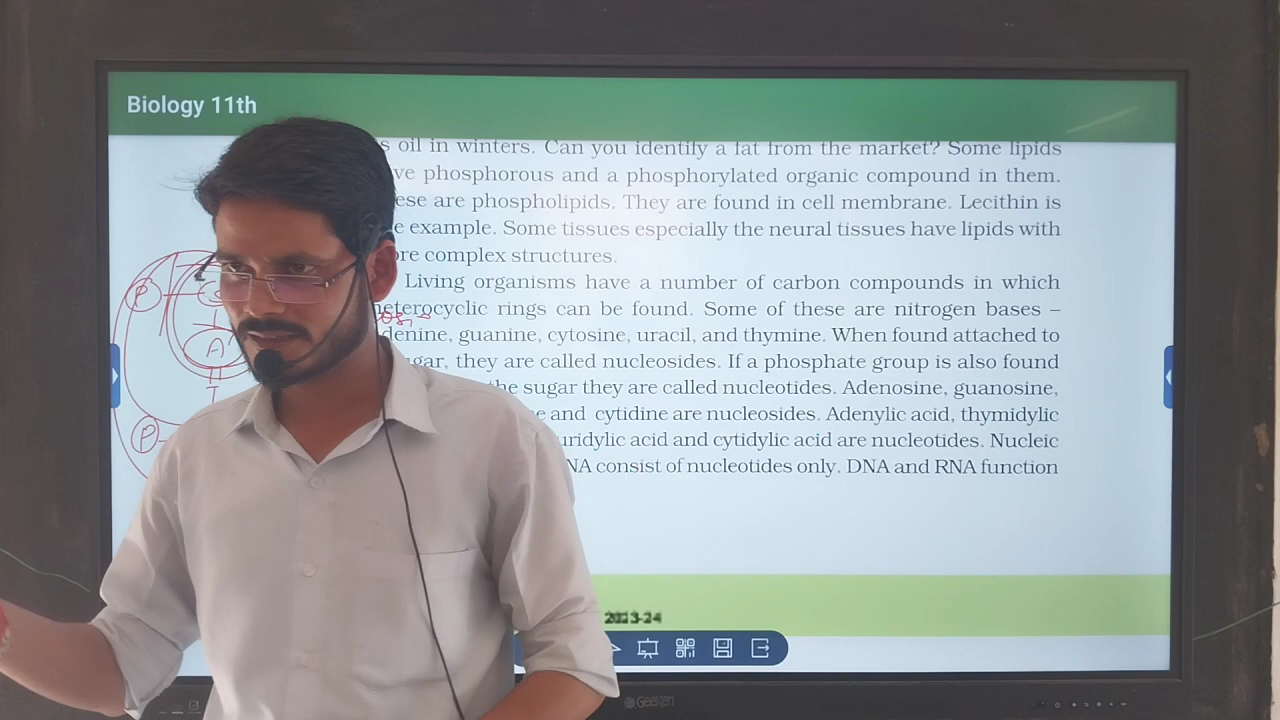 Biology 11th
s oil in winters. Can you identify a fat from the market? Some lipids
ve phosphorous and a phosphorylated organic compound in them.
ese are phospholipids. They are found in cell membrane. Lecithin is
e example. Some tissues especially the neural tissues have lipids with
ore complex structures.
Living organisms have a number of carbon compounds in which
heterocyclic rings can be found. Some of these are nitrogen bases –
denine, guanine, cytosine, uracil, and thymine. When found attached to
gar, they are called nucleosides. If a phosphate group is also found
the sugar they are called nucleotides. Adenosine, guanosine,
e and cytidine are nucleosides. Adenylic acid, thymidylic
uridylic acid and cytidylic acid are nucleotides. Nucleic
NA consist of nucleotides only. DNA and RNA function
P
A
T
P
2023-24